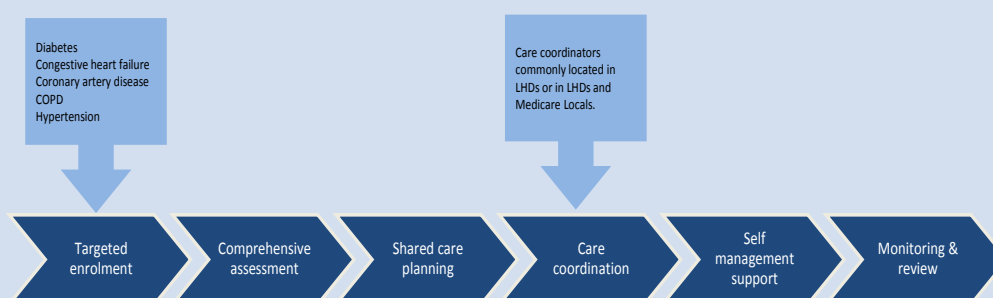 Diabetes
Congestive heart failure
Coronary artery disease
COPD
Hypertension
Care coordinators
commonly located in
LHDs or in LHDs and
Medicare Locals.
Targeted
enrolment
Comprehensive
assessment
Shared care
planning
Care
coordination
Self
management
support
Monitoring &
review